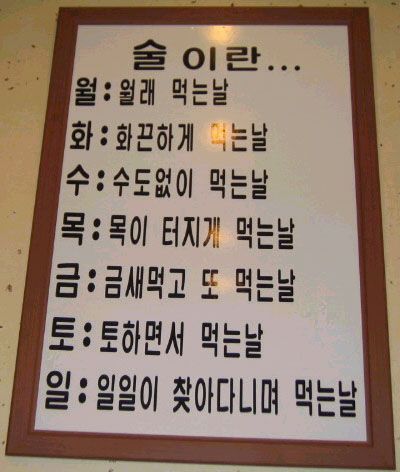 술이란...
월:월래 먹는날
화:화끈하게 먹는날
수:수도없이 먹는날
목:목이 터지게 먹는날
금:금새먹고 또 먹는날
토:토하면서 먹는날
일:일일이 찾아다니며 먹는날